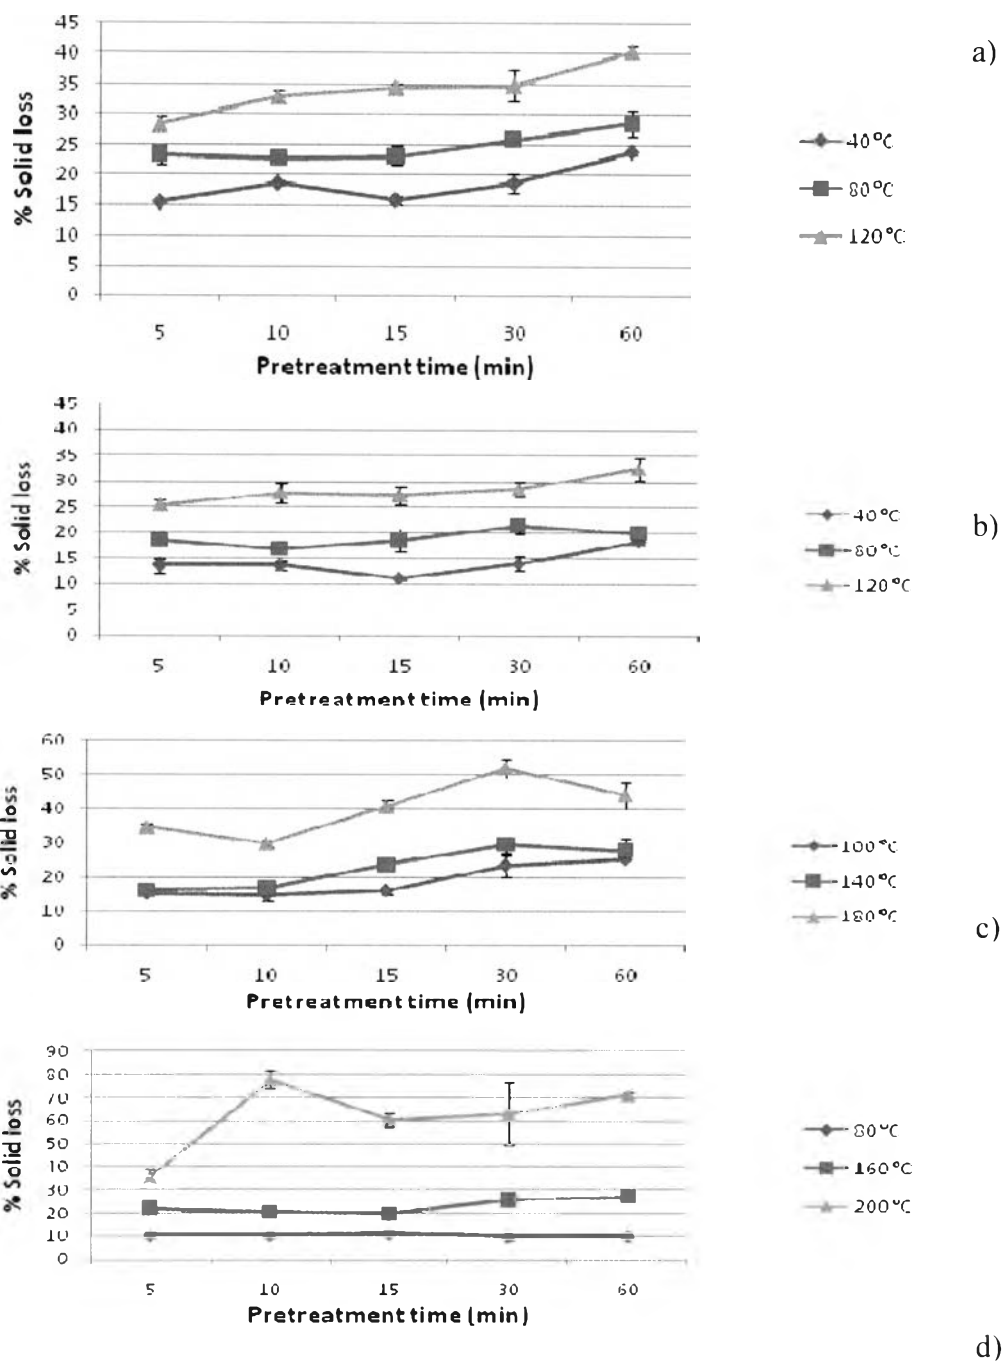 a)
% Solid loss
45
40
35
30
25
20
15
10
5
0
5 10 15 30 60
Pretreatment time (min)
40°C
80°C
120°C
b)
% Solid loss
45
40
35
30
25
20
15
10
5
0
5 10 15 30 60
Pretreatment time (min)
40°C
80°C
120°C
c)
% Solid loss
60
50
40
30
20
10
0
5 10 15 30 60
Pretreatment time (min)
100°C
140°C
180°C
d)
% Solid loss
90
80
70
60
50
40
30
20
10
0
5 10 15 30 60
Pretreatment time (min)
80°C
160°C
200°C